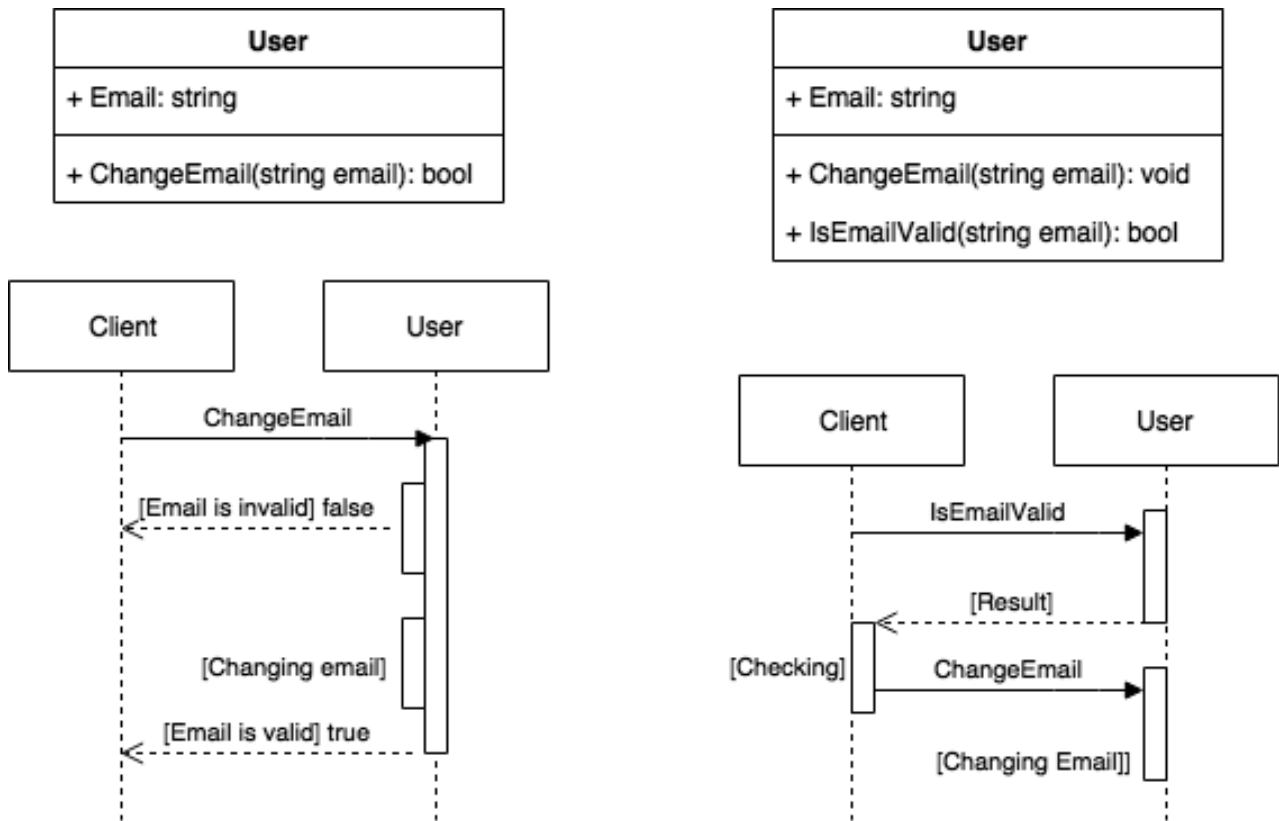 User
+ Email: string
+ ChangeEmail(string email): bool
Client
User
ChangeEmail
[Email is invalid] false
[Changing email]
[Email is valid] true
User
+ Email: string
+ ChangeEmail(string email): void
+ IsEmailValid(string email): bool
Client
User
IsEmailValid
[Result]
[Checking]
ChangeEmail
[Changing Email]]